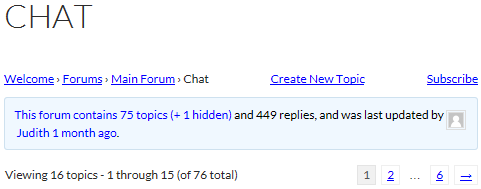 CHAT
Welcome › Forums › Main Forum › Chat Create New Topic Subscribe
This forum contains 75 topics (+ 1 hidden) and 449 replies, and was last updated by
Judith 1 month ago.
Viewing 16 topics - 1 through 15 (of 76 total) 1 2 … 6 →